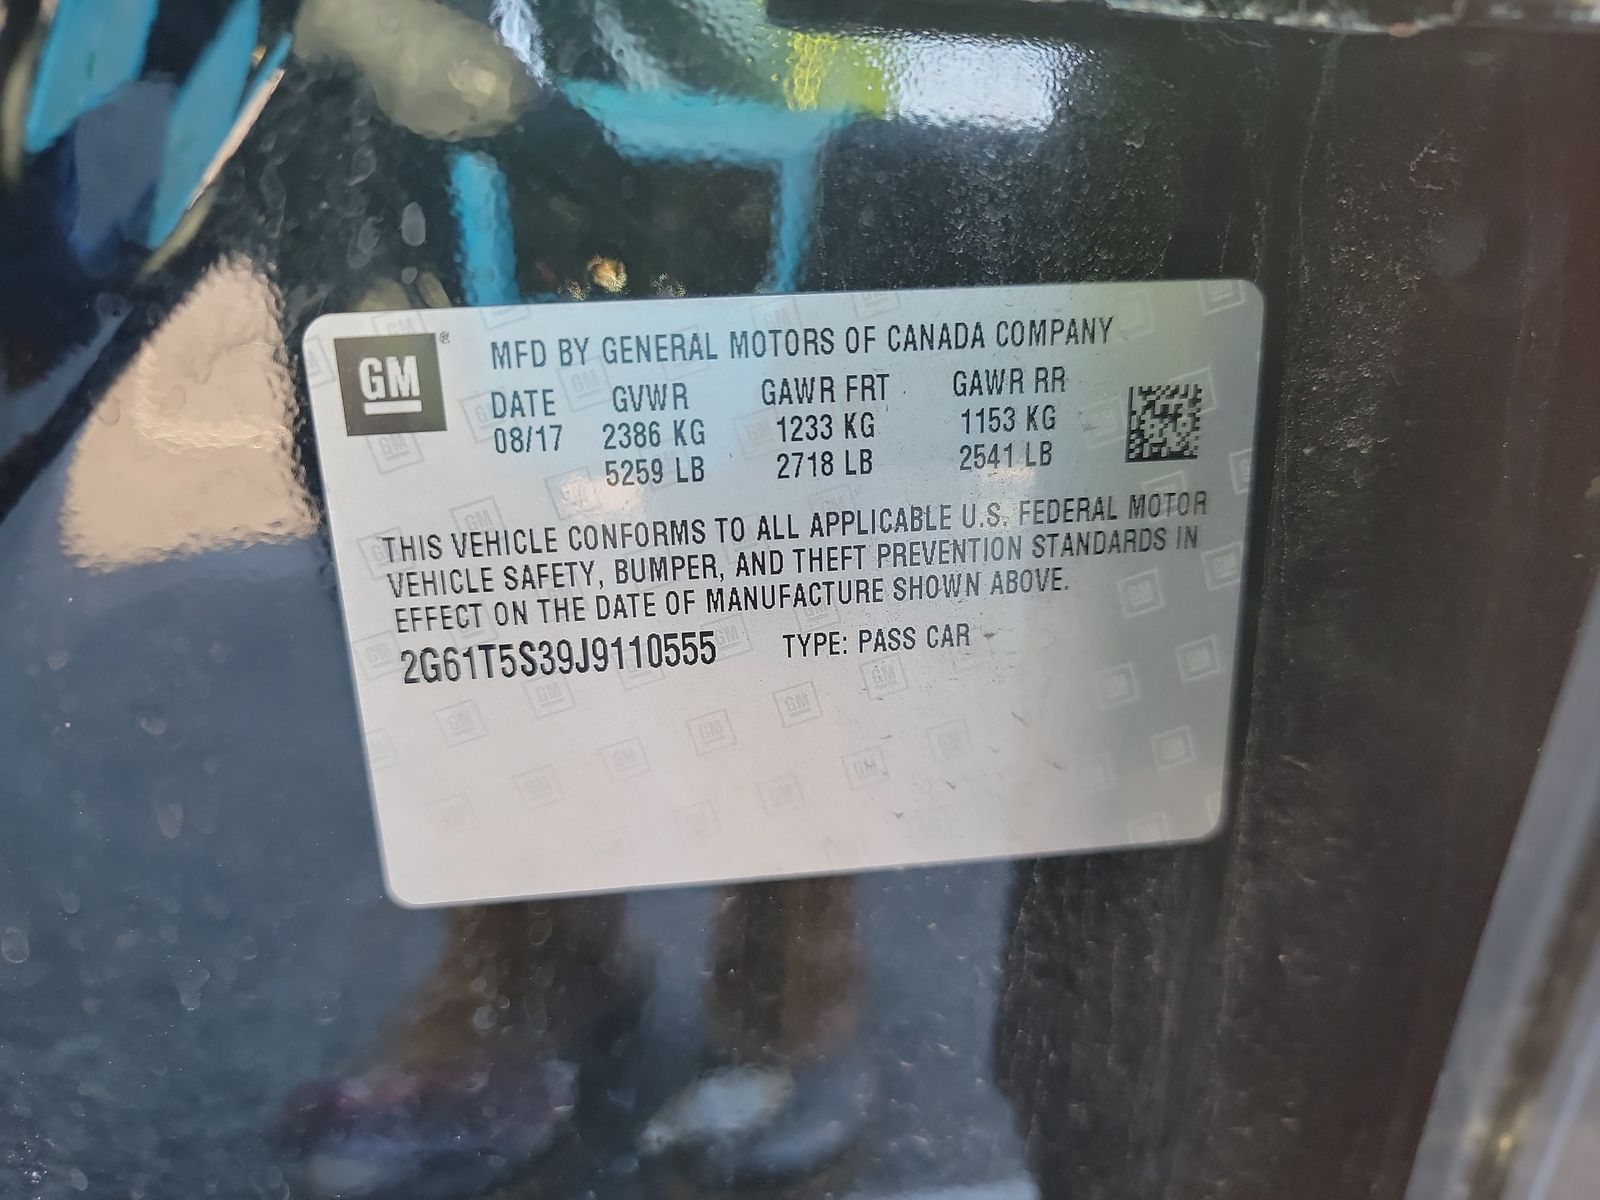 GM ®
MFD BY GENERAL MOTORS OF CANADA COMPANY
DATE GVWR GAWR FRT GAWR RR
08/17 2386 KG 1233 KG 1153 KG
5259 LB 2718 LB 2541 LB
THIS VEHICLE CONFORMS TO ALL APPLICABLE U.S. FEDERAL MOTOR
VEHICLE SAFETY, BUMPER, AND THEFT PREVENTION STANDARDS IN
EFFECT ON THE DATE OF MANUFACTURE SHOWN ABOVE.
2G61T5S39J9110555 TYPE: PASS CAR